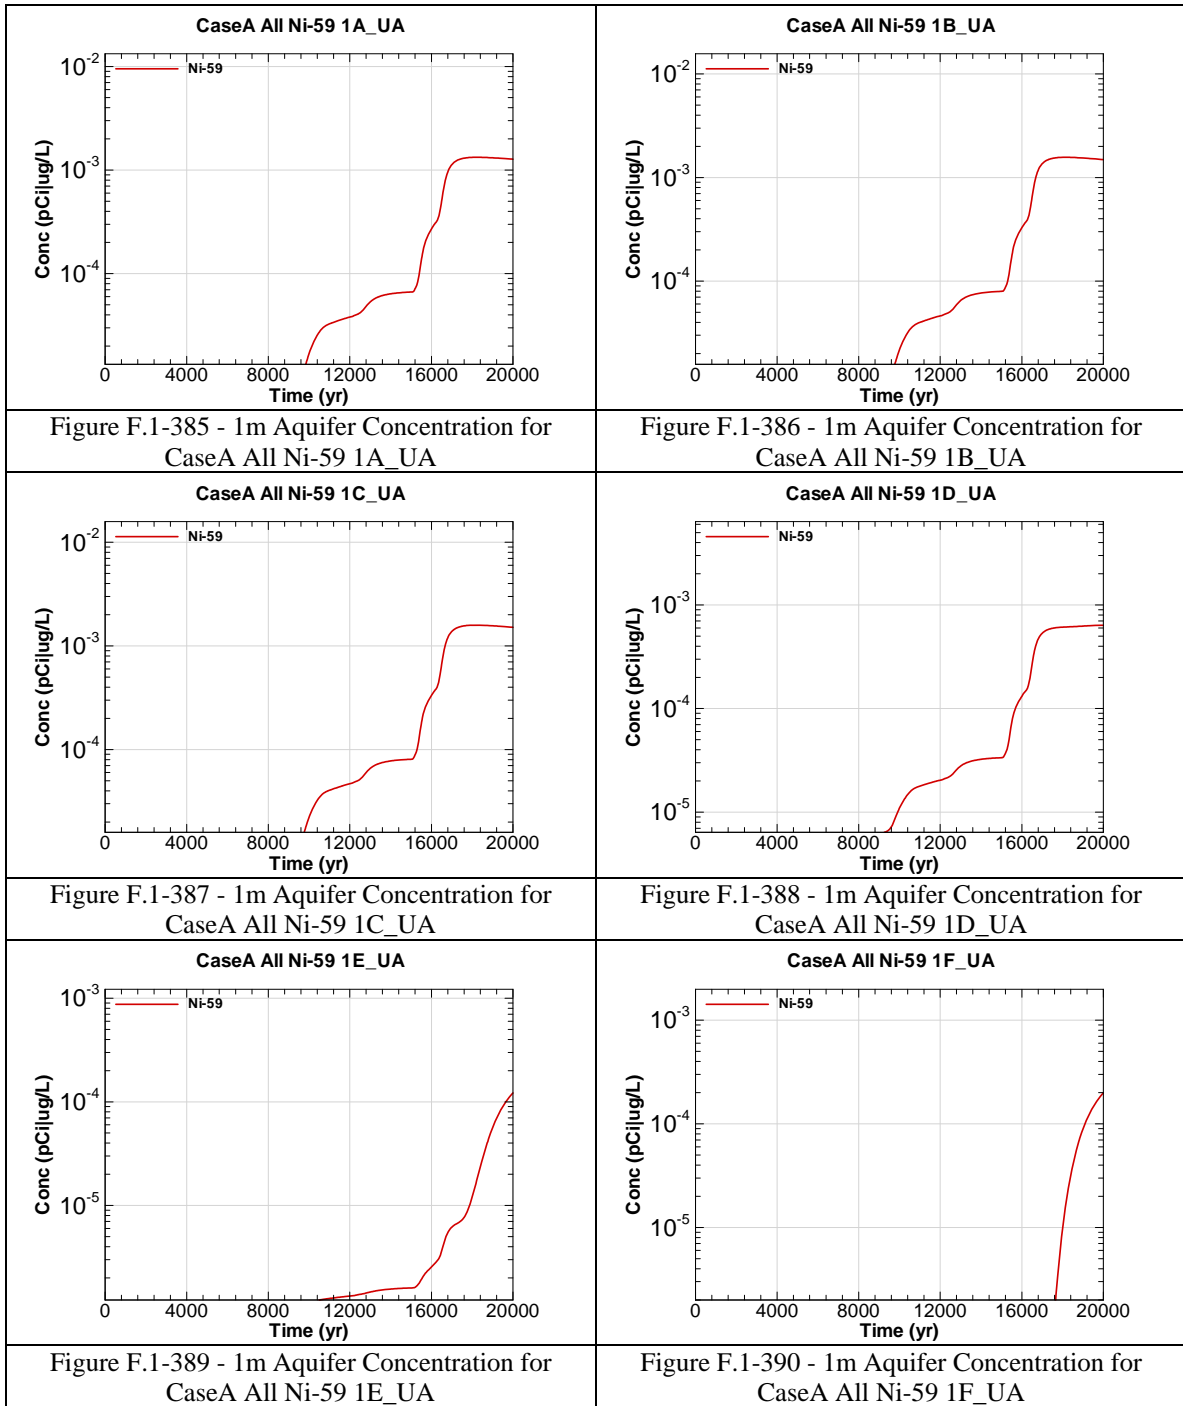 CaseA All Ni-59 1A_UA
Ni-59
10-2
10-3
10-4
Conc (pCi|ug/L)
0 4000 8000 12000 16000 20000
Time (yr)
Figure F.1-385 - 1m Aquifer Concentration for
CaseA All Ni-59 1A_UA
CaseA All Ni-59 1B_UA
Ni-59
10-2
10-3
10-4
Conc (pCi|ug/L)
0 4000 8000 12000 16000 20000
Time (yr)
Figure F.1-386 - 1m Aquifer Concentration for
CaseA All Ni-59 1B_UA
CaseA All Ni-59 1C_UA
Ni-59
10-2
10-3
10-4
Conc (pCi|ug/L)
0 4000 8000 12000 16000 20000
Time (yr)
Figure F.1-387 - 1m Aquifer Concentration for
CaseA All Ni-59 1C_UA
CaseA All Ni-59 1D_UA
Ni-59
10-3
10-4
10-5
Conc (pCi|ug/L)
0 4000 8000 12000 16000 20000
Time (yr)
Figure F.1-388 - 1m Aquifer Concentration for
CaseA All Ni-59 1D_UA
CaseA All Ni-59 1E_UA
Ni-59
10-3
10-4
10-5
Conc (pCi|ug/L)
0 4000 8000 12000 16000 20000
Time (yr)
Figure F.1-389 - 1m Aquifer Concentration for
CaseA All Ni-59 1E_UA
CaseA All Ni-59 1F_UA
Ni-59
10-3
10-4
10-5
Conc (pCi|ug/L)
0 4000 8000 12000 16000 20000
Time (yr)
Figure F.1-390 - 1m Aquifer Concentration for
CaseA All Ni-59 1F_UA